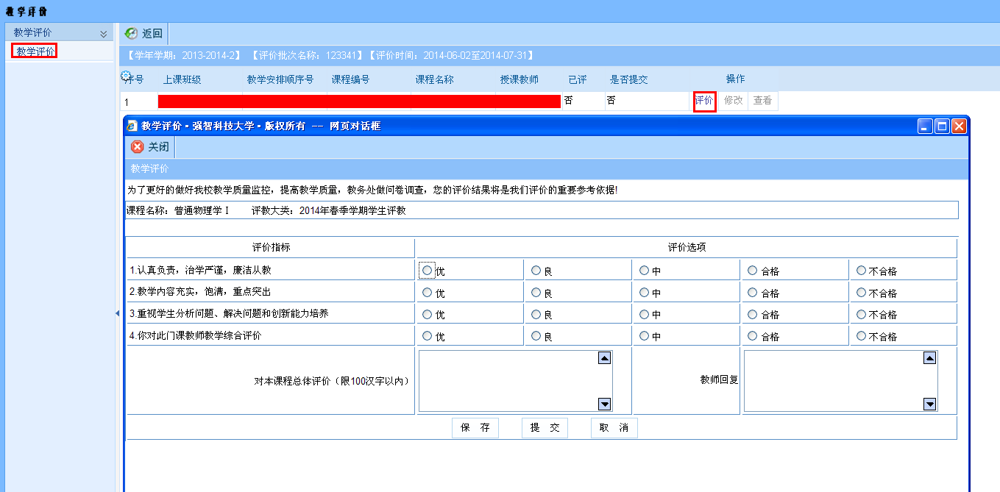 教学评价
教学评价
教学评价
返回
【学年学期：2013-2014-2】 【评价批次名称：123341】【评价时间：2014-06-02至2014-07-31】
序号 上课班级 教学安排顺序号 课程编号 课程名称 授课教师 已评 是否提交 操作
1 否 否 评价 修改 查看
教学评价 - 强智科技大学 - 版权所有 -- 网页对话框
关闭
教学评价
为了更好的做好我校教学质量监控，提高教学质量，教务处做问卷调查，您的评价结果将是我们评价的重要参考依据!
课程名称：普通物理学Ⅰ 评教大类：2014年春季学期学生评教
评价指标 评价选项
1.认真负责，治学严谨，廉洁从教 优 良 中 合格 不合格
2.教学内容充实，饱满，重点突出 优 良 中 合格 不合格
3.重视学生分析问题、解决问题和创新能力培养 优 良 中 合格 不合格
4.你对此门课教师教学综合评价 优 良 中 合格 不合格
对本课程总体评价（限100汉字以内） 教师回复
保 存 提 交 取 消